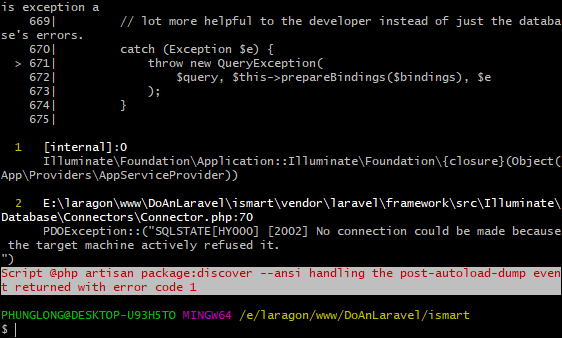 is exception a
669|         // lot more helpful to the developer instead of just the databa
se's errors.
670|         catch (Exception $e) {
> 671|             throw new QueryException(
672|                 $query, $this->prepareBindings($bindings), $e
673|             );
674|         }
675|
1   [internal]:0
Illuminate\Foundation\Application::Illuminate\Foundation\{closure}(Object(
App\Providers\AppServiceProvider))
2   E:\laragon\www\DoAnLaravel\ismart\vendor\laravel\framework\src\Illuminate\
Database\Connectors\Connector.php:70
PDOException::("SQLSTATE[HY000] [2002] No connection could be made because
the target machine actively refused it.
")
Script @php artisan package:discover --ansi handling the post-autoload-dump even
t returned with error code 1
PHUNGLONG@DESKTOP-U93H5TO MINGW64 /e/laragon/www/DoAnLaravel/ismart
$